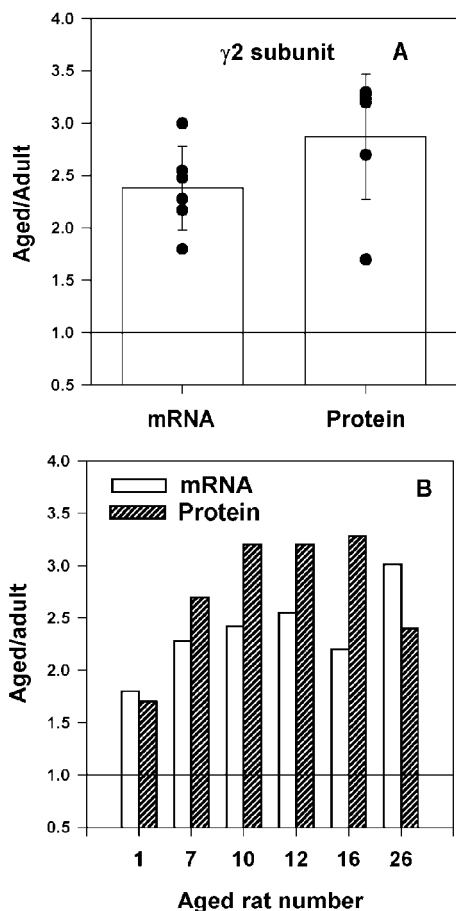 4.0
γ2 subunit A
3.5
3.0
2.5
2.0
1.5
1.0
0.5
Aged/Adult
mRNA Protein
4.0
mRNA B
Protein
3.5
3.0
2.5
2.0
1.5
1.0
0.5
Aged/adult
1 7 10 12 16 26
Aged rat number